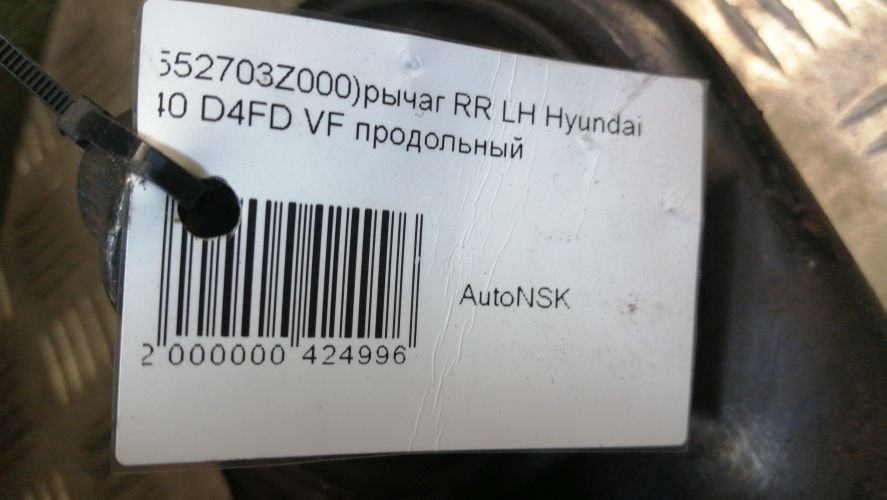 552703Z000)рычаг RR LH Hyundai
40 D4FD VF продольный
2 000000 424996
AutoNSK